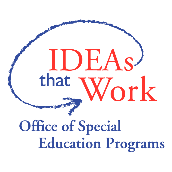 IDEAs
that Work
Office of Special
Education Programs